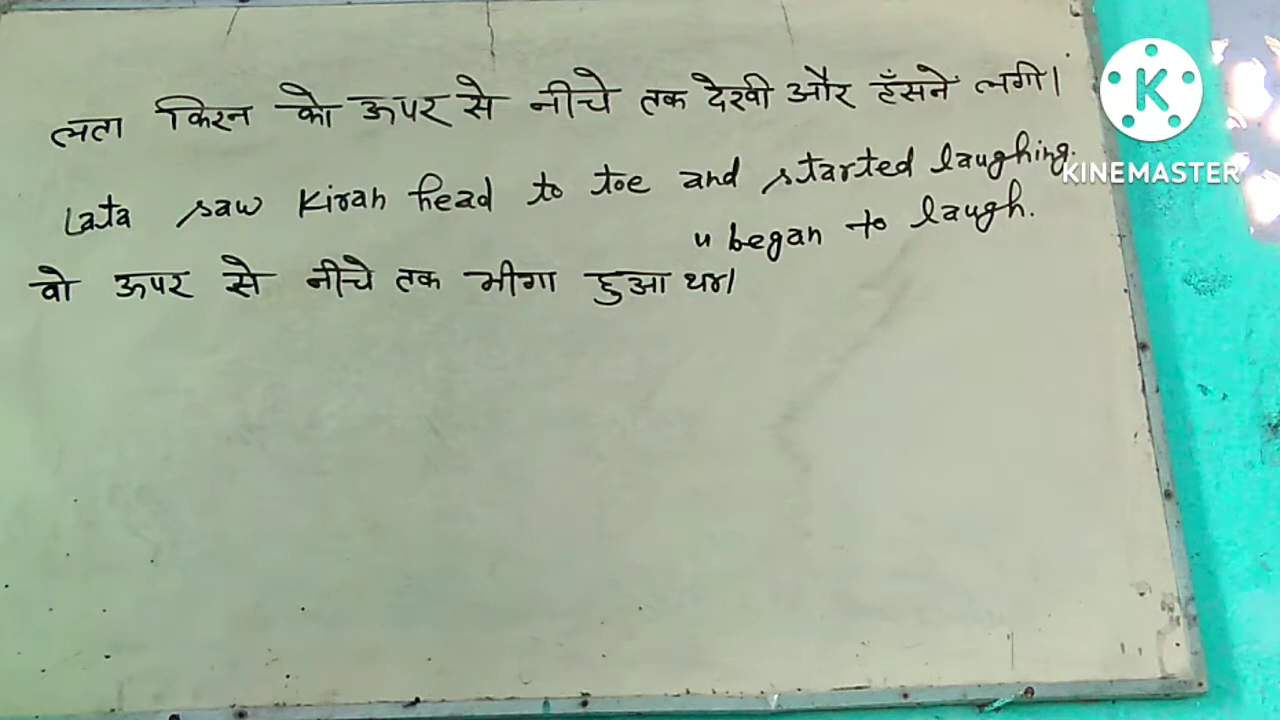 लता किरन को ऊपर से नीचे तक देखी और हँसने लगी।
Lata saw Kiran head to toe and started laughing.
" began to laugh.
वो ऊपर से नीचे तक भीगा हुआ था।
K
KINEMASTER